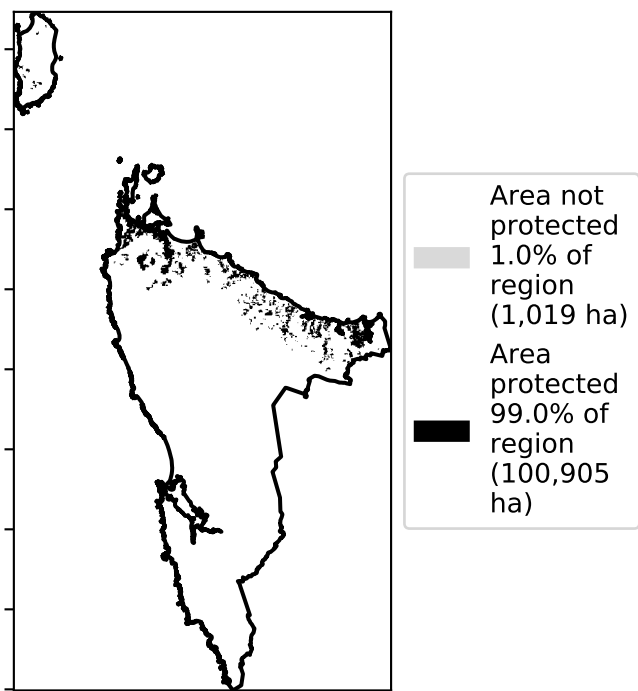 Area not
protected
1.0% of
region
(1,019 ha)
Area
protected
99.0% of
region
(100,905
ha)